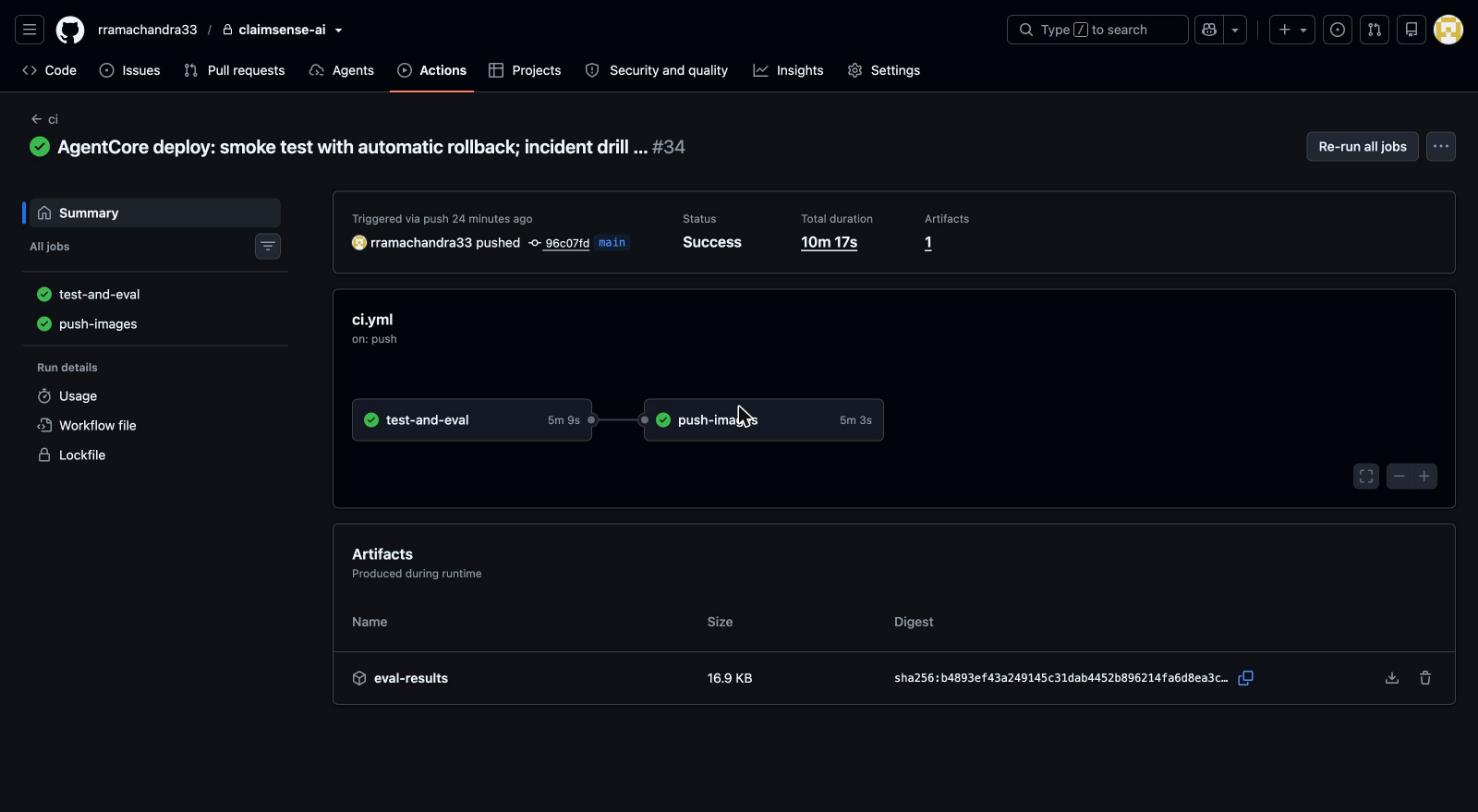 rramachandra33 / claimsense-ai
Type / to search
Code Issues Pull requests Agents Actions Projects Security and quality Insights Settings
ci
AgentCore deploy: smoke test with automatic rollback; incident drill ... #34
Re-run all jobs
Summary
All jobs
test-and-eval
push-images
Run details
Usage
Workflow file
Lockfile
Triggered via push 24 minutes ago
rramachandra33 pushed 96c07fd main
Status
Success
Total duration
10m 17s
Artifacts
1
ci.yml
on: push
test-and-eval 5m 9s
push-images 5m 3s
Artifacts
Produced during runtime
Name Size Digest
eval-results 16.9 KB sha256:b4893ef43a249145c31dab4452b896214fa6d8ea3c…